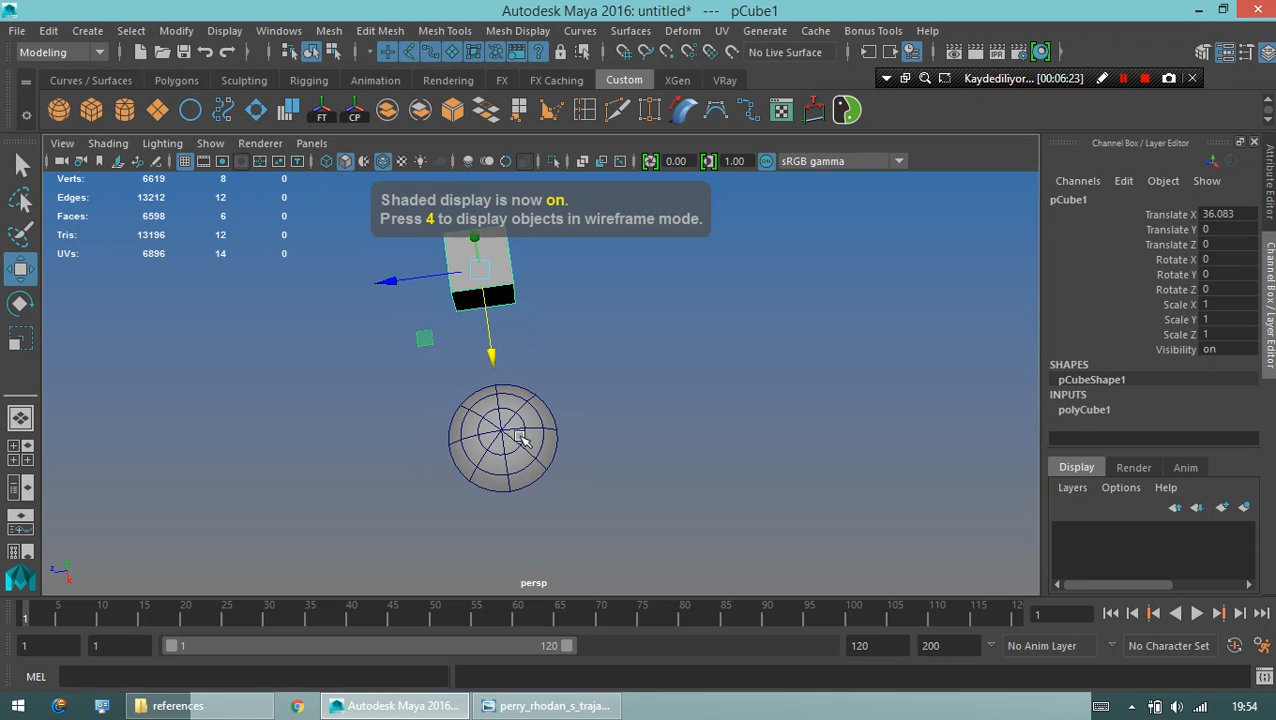 Autodesk Maya 2016: untitled* --- pCube1
File Edit Create Select Modify Display Windows Mesh Edit Mesh Mesh Tools Mesh Display Curves Surfaces Deform UV Generate Cache Bonus Tools Help
Modeling No Live Surface
Curves / Surfaces Polygons Sculpting Rigging Animation Rendering FX FX Caching Custom XGen VRay
Kaydediliyor... [00:06:23]
FT CP
View Shading Lighting Show Renderer Panels
0.00 1.00 sRGB gamma
Verts: 6619 8 0
Edges: 13212 12 0
Faces: 6598 6 0
Tris: 13196 12 0
UVs: 6896 14 0
Shaded display is now on.
Press 4 to display objects in wireframe mode.
persp
Channel Box / Layer Editor
Channels Edit Object Show
pCube1
Translate X 36.083
Translate Y 0
Translate Z 0
Rotate X 0
Rotate Y 0
Rotate Z 0
Scale X 1
Scale Y 1
Scale Z 1
Visibility on
SHAPES
pCubeShape1
INPUTS
polyCube1
Display Render Anim
Layers Options Help
Attribute Editor
Channel Box / Layer Editor
5 10 15 20 25 30 35 40 45 50 55 60 65 70 75 80 85 90 95 100 105 110 115 12
1 1
1 1 1 120 120 200 No Anim Layer No Character Set
MEL
references Autodesk Maya 2016... perry_rhodan_s_traja... 19:54